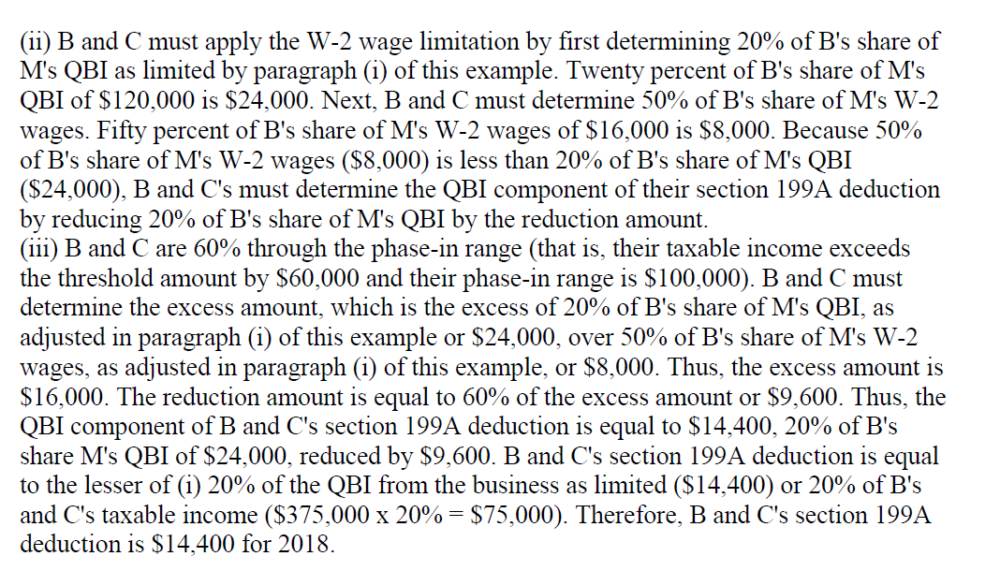 (ii) B and C must apply the W-2 wage limitation by first determining 20% of B's share of
M's QBI as limited by paragraph (i) of this example. Twenty percent of B's share of M's
QBI of $120,000 is $24,000. Next, B and C must determine 50% of B's share of M's W-2
wages. Fifty percent of B's share of M's W-2 wages of $16,000 is $8,000. Because 50%
of B's share of M's W-2 wages ($8,000) is less than 20% of B's share of M's QBI
($24,000), B and C's must determine the QBI component of their section 199A deduction
by reducing 20% of B's share of M's QBI by the reduction amount.
(iii) B and C are 60% through the phase-in range (that is, their taxable income exceeds
the threshold amount by $60,000 and their phase-in range is $100,000). B and C must
determine the excess amount, which is the excess of 20% of B's share of M's QBI, as
adjusted in paragraph (i) of this example or $24,000, over 50% of B's share of M's W-2
wages, as adjusted in paragraph (i) of this example, or $8,000. Thus, the excess amount is
$16,000. The reduction amount is equal to 60% of the excess amount or $9,600. Thus, the
QBI component of B and C's section 199A deduction is equal to $14,400, 20% of B's
share M's QBI of $24,000, reduced by $9,600. B and C's section 199A deduction is equal
to the lesser of (i) 20% of the QBI from the business as limited ($14,400) or 20% of B's
and C's taxable income ($375,000 x 20% = $75,000). Therefore, B and C's section 199A
deduction is $14,400 for 2018.